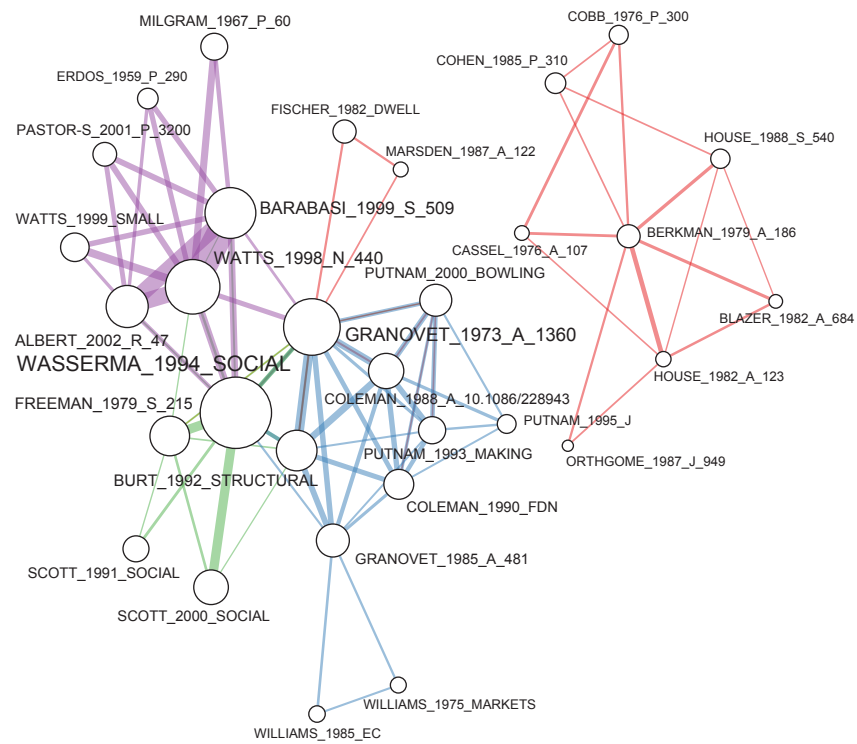 COBB_1976_P_300
MILGRAM_1967_P_60
COHEN_1985_P_310
ERDOS_1959_P_290
FISCHER_1982_DWELL
PASTOR-S_2001_P_3200
HOUSE_1988_S_540
MARSDEN_1987_A_122
BARABASI_1999_S_509
WATTS_1999_SMALL
BERKMAN_1979_A_186
CASSEL_1976_A_107
WATTS_1998_N_440
PUTNAM_2000_BOWLING
BLAZER_1982_A_684
GRANOVET_1973_A_1360
ALBERT_2002_R_47
WASSERMA_1994_SOCIAL
HOUSE_1982_A_123
COLEMAN_1988_A_10.1086/228943
FREEMAN_1979_S_215
PUTNAM_1995_J
PUTNAM_1993_MAKING
ORTHGOME_1987_J_949
BURT_1992_STRUCTURAL
COLEMAN_1990_FDN
GRANOVET_1985_A_481
SCOTT_1991_SOCIAL
SCOTT_2000_SOCIAL
WILLIAMS_1975_MARKETS
WILLIAMS_1985_EC